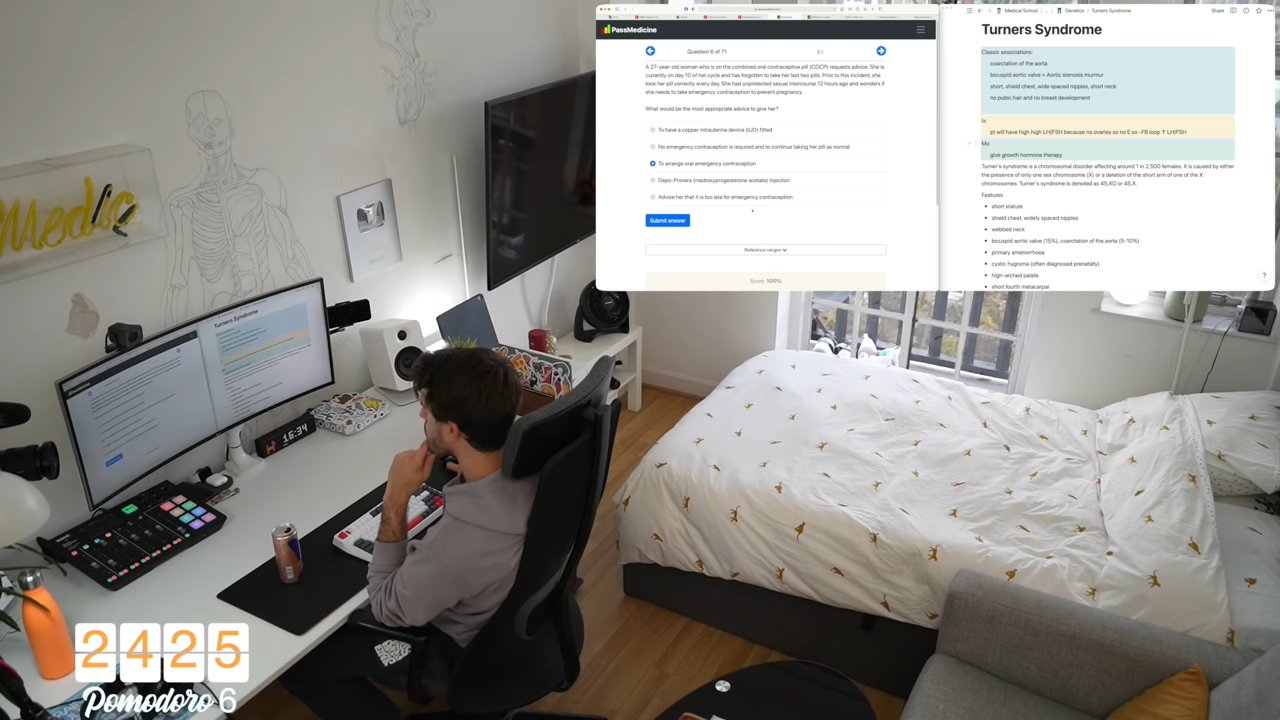 PassMedicine
Question 6 of 71
A 27-year-old woman who is on the combined oral contraceptive pill (COCP) requests advice. She is
currently on day 10 of her cycle and has forgotten to take her last two pills. Prior to this incident, she
took her pill correctly every day. She had unprotected sexual intercourse 12 hours ago and wonders if
she needs to take emergency contraception to prevent pregnancy.
What would be the most appropriate advice to give her?
To have a copper intrauterine device (IUD) fitted
No emergency contraception is required and to continue taking her pill as normal
To arrange oral emergency contraception
Depo-Provera (medroxyprogesterone acetate) injection
Advise her that it is too late for emergency contraception
Submit answer
Reference ranges
Score 100%
Medical School / ... / Genetics / Turners Syndrome
Share
Turners Syndrome
Classic associations:
coarctation of the aorta
bicuspid aortic valve = Aortic stenosis murmur
short, shield chest, wide spaced nipples, short neck
no pubic hair and no breast development
Ix:
pt will have high high LH/FSH because no ovaries so no E so -FB loop ↑ LH/FSH
Mx:
give growth hormone therapy
Turner's syndrome is a chromosomal disorder affecting around 1 in 2,500 females. It is caused by either
the presence of only one sex chromosome (X) or a deletion of the short arm of one of the X
chromosomes. Turner's syndrome is denoted as 45,XO or 45,X.
Features
short stature
shield chest, widely spaced nipples
webbed neck
bicuspid aortic valve (15%), coarctation of the aorta (5-10%)
primary amenorrhoea
cystic hygroma (often diagnosed prenatally)
high-arched palate
short fourth metacarpal
?
Medic
Turners Syndrome
16:34
2425
Pomodoro 6